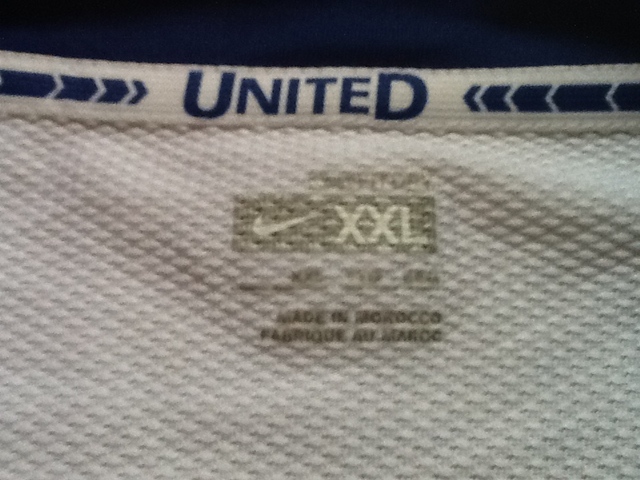 UNITED
XXL
MADE IN MOROCCO
FABRIQUE AU MAROC